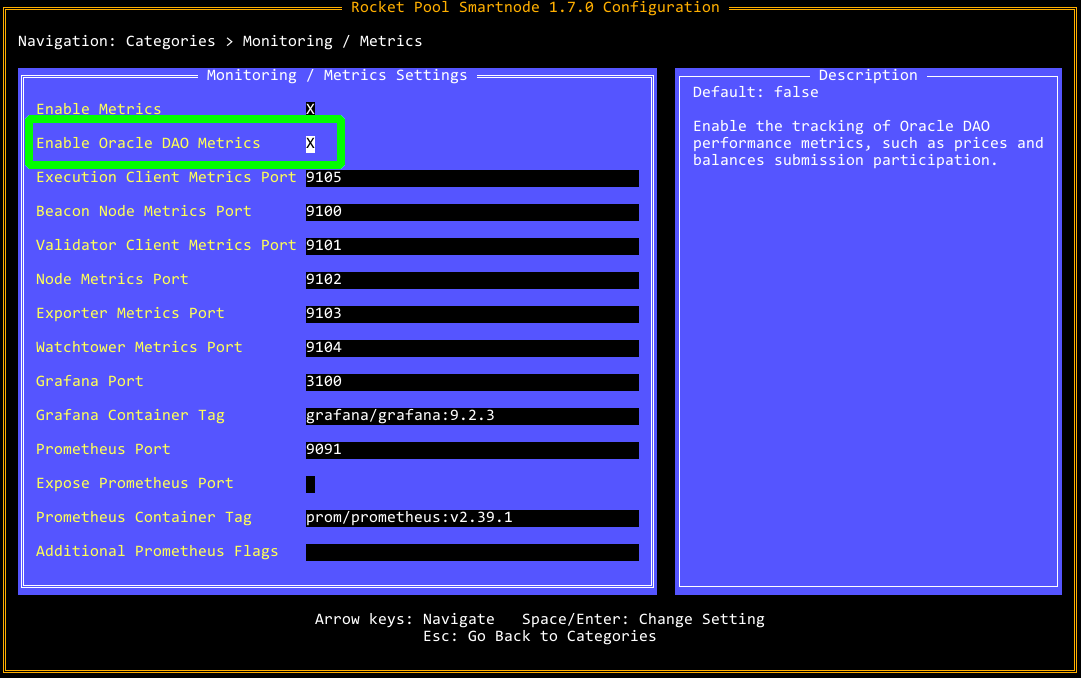 Rocket Pool Smartnode 1.7.0 Configuration
Navigation: Categories > Monitoring / Metrics
Monitoring / Metrics Settings
Enable Metrics X
Enable Oracle DAO Metrics X
Execution Client Metrics Port 9105
Beacon Node Metrics Port 9100
Validator Client Metrics Port 9101
Node Metrics Port 9102
Exporter Metrics Port 9103
Watchtower Metrics Port 9104
Grafana Port 3100
Grafana Container Tag grafana/grafana:9.2.3
Prometheus Port 9091
Expose Prometheus Port
Prometheus Container Tag prom/prometheus:v2.39.1
Additional Prometheus Flags
Description
Default: false
Enable the tracking of Oracle DAO
performance metrics, such as prices and
balances submission participation.
Arrow keys: Navigate Space/Enter: Change Setting
Esc: Go Back to Categories